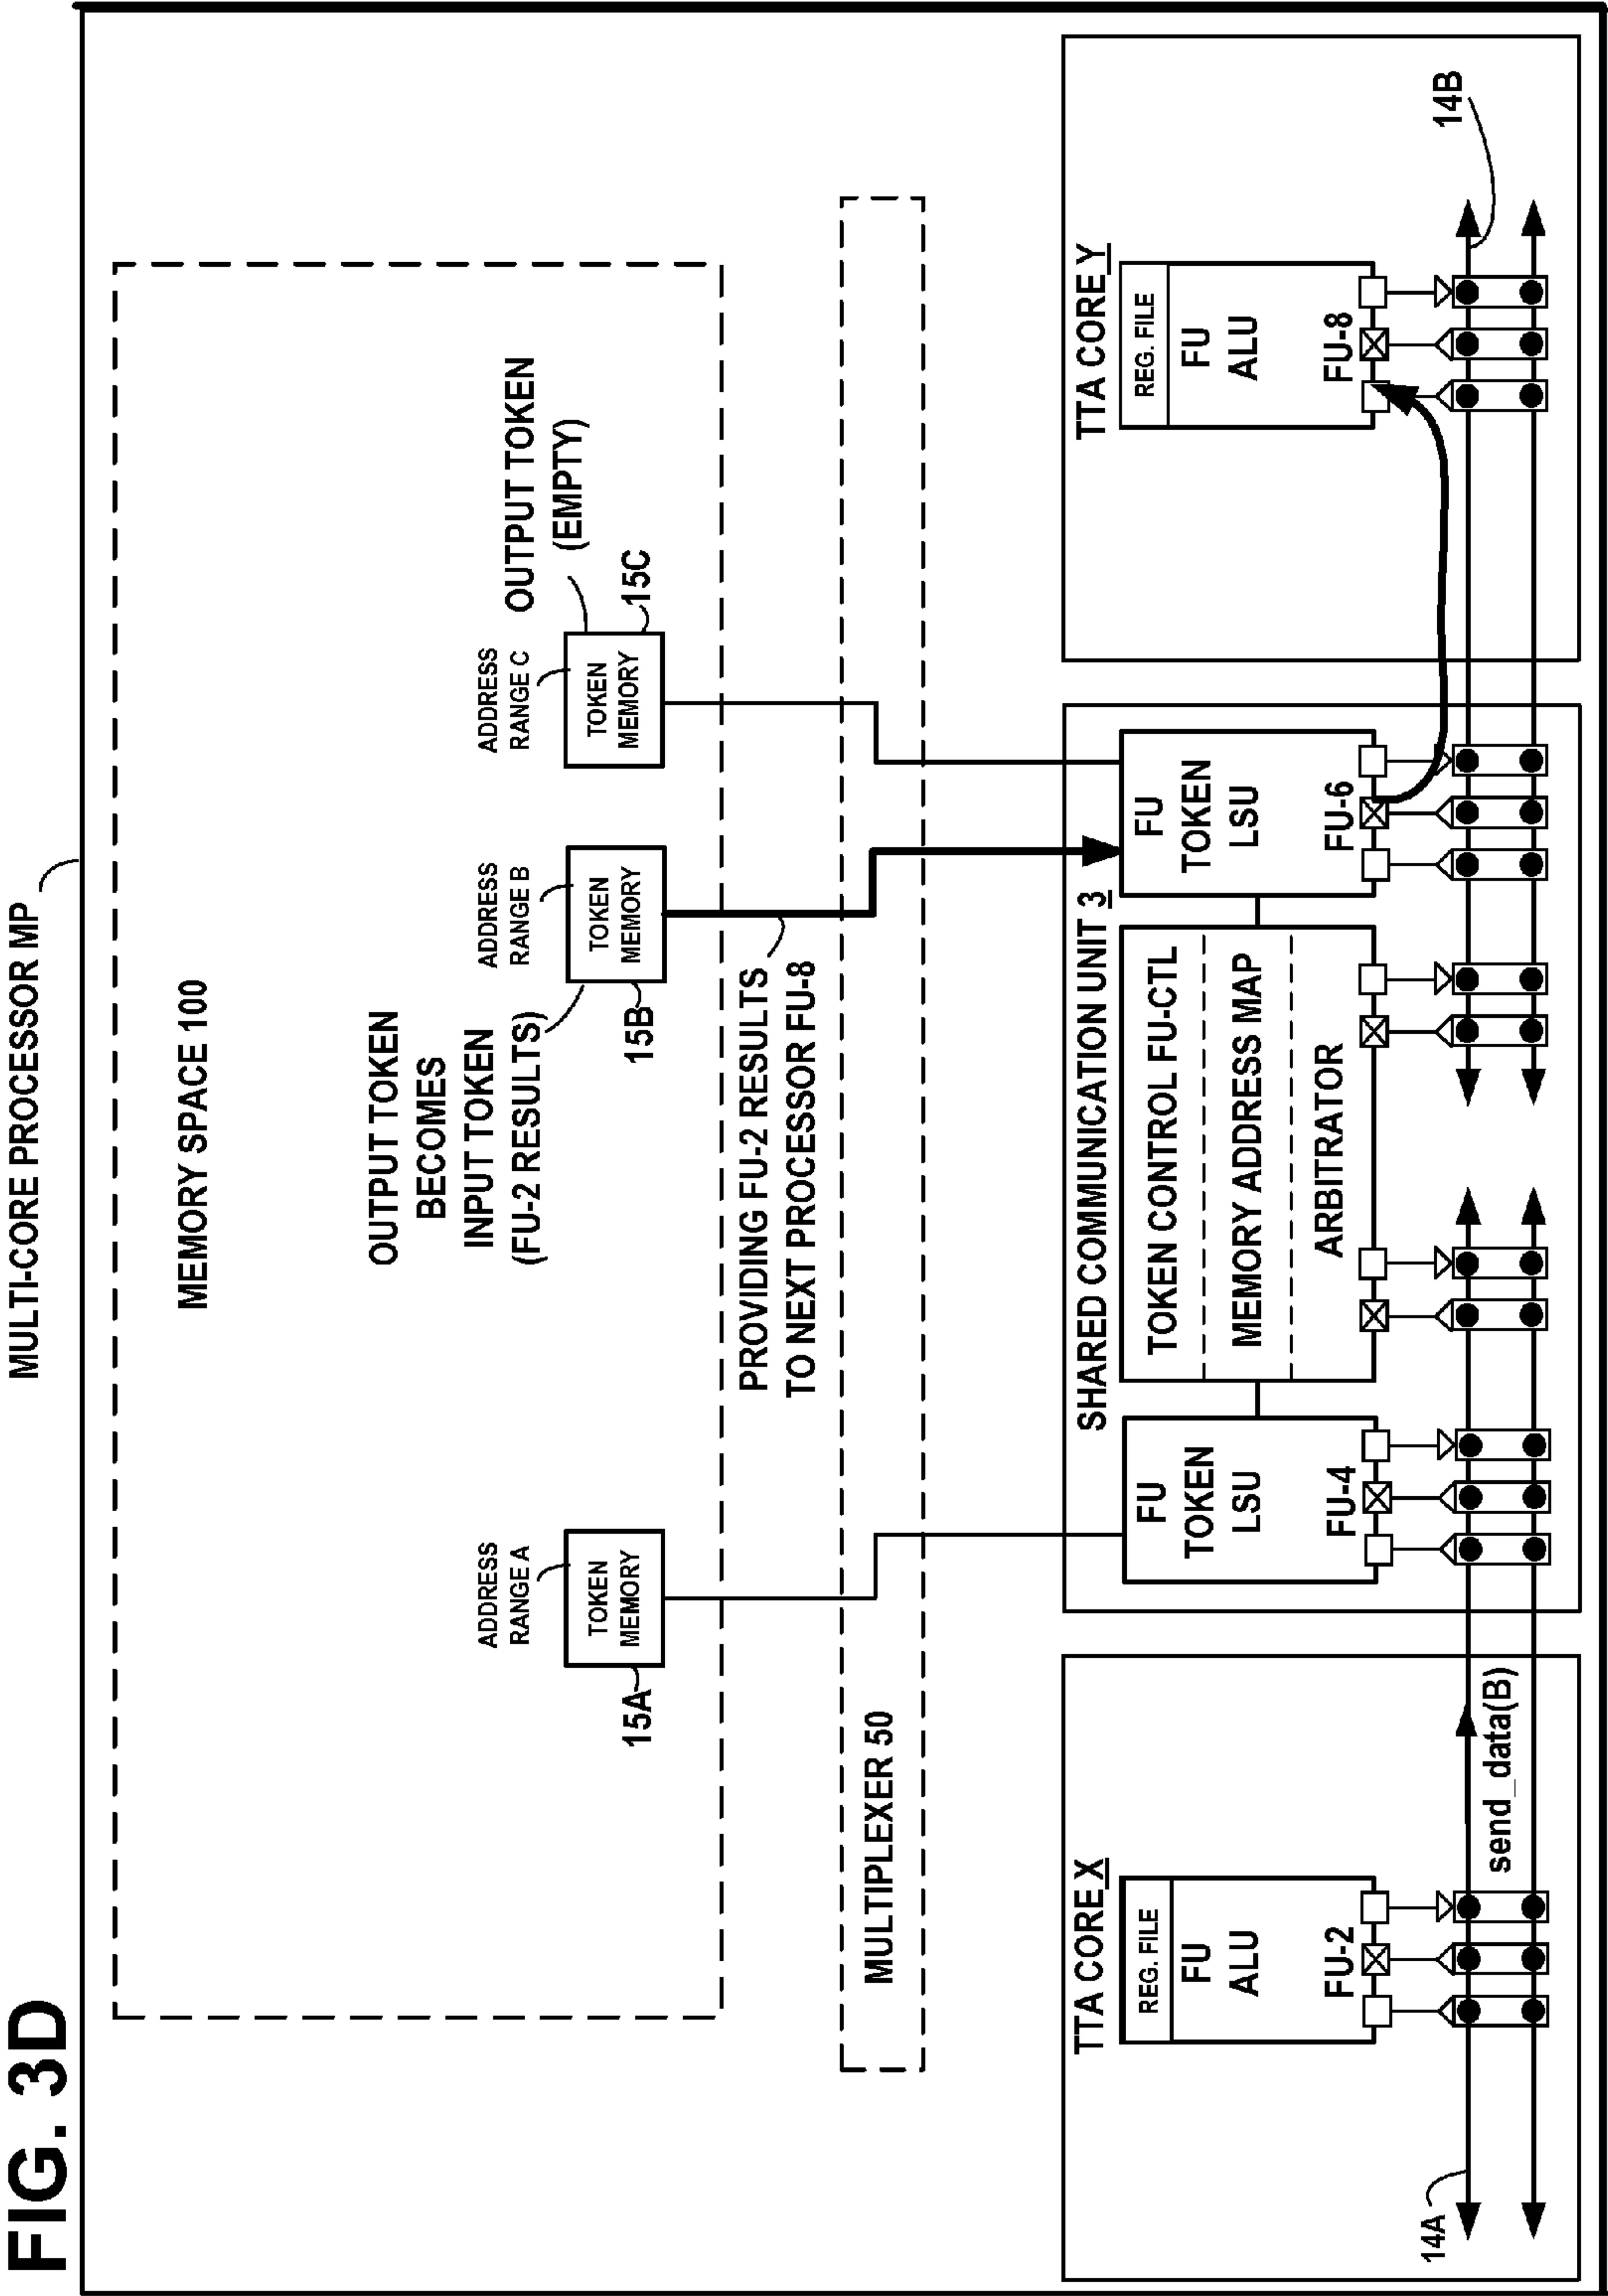 FIG. 3D
MULTI-CORE PROCESSOR MP
MEMORY SPACE 100
OUTPUT TOKEN
BECOMES
INPUT TOKEN
(FU-2 RESULTS)
OUTPUT TOKEN
(EMPTY)
ADDRESS
RANGE A
TOKEN
MEMORY
15A
ADDRESS
RANGE B
TOKEN
MEMORY
15B
ADDRESS
RANGE C
TOKEN
MEMORY
15C
PROVIDING FU-2 RESULTS
TO NEXT PROCESSOR FU-8
MULTIPLEXER 50
TTA CORE X
REG. FILE
FU
ALU
FU-2
14A
send_data(B)
SHARED COMMUNICATION UNIT 3
FU
TOKEN
LSU
FU-4
TOKEN CONTROL FU-CTL
MEMORY ADDRESS MAP
ARBITRATOR
FU
TOKEN
LSU
FU-6
TTA CORE Y
REG. FILE
FU
ALU
FU-8
14B